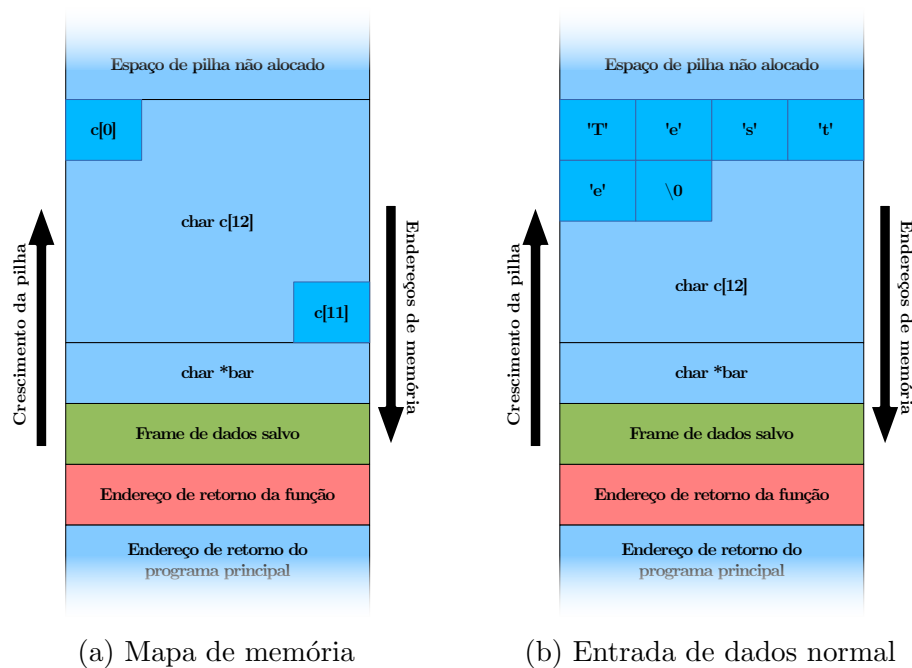 Espaço de pilha não alocado
c[0]
char c[12]
c[11]
char *bar
Frame de dados salvo
Endereço de retorno da função
Endereço de retorno do
programa principal
Crescimento da pilha
Endereços de memória
(a) Mapa de memória
Espaço de pilha não alocado
'T' 'e' 's' 't'
'e' \0
char c[12]
char *bar
Frame de dados salvo
Endereço de retorno da função
Endereço de retorno do
programa principal
Crescimento da pilha
Endereços de memória
(b) Entrada de dados normal